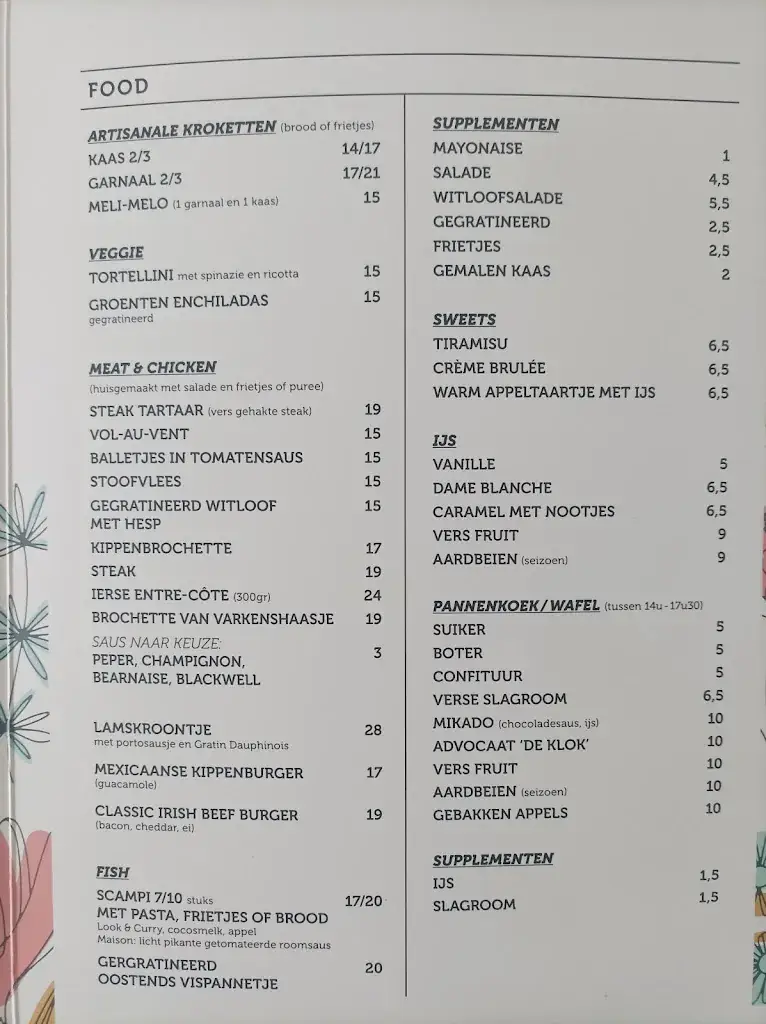 FOOD
ARTISANALE KROKETTEN (brood of frietjes)
KAAS 2/3 14/17
GARNAAL 2/3 17/21
MELI-MELO (1 garnaal en 1 kaas) 15
VEGGIE
TORTELLINI met spinazie en ricotta 15
GROENTEN ENCHILADAS 15
gegratineerd
MEAT & CHICKEN
(huisgemaakt met salade en frietjes of puree)
STEAK TARTAAR (vers gehakte steak) 19
VOL-AU-VENT 15
BALLETJES IN TOMATENSAUS 15
STOOFVLEES 15
GEGRATINEERD WITLOOF 15
MET HESP
KIPPENBROCHETTE 17
STEAK 19
IERSE ENTRE-CÔTE (300gr) 24
BROCHETTE VAN VARKENSHAASJE 19
SAUS NAAR KEUZE: 3
PEPER, CHAMPIGNON,
BEARNAISE, BLACKWELL
LAMSKROONTJE 28
met portosausje en Gratin Dauphinois
MEXICAANSE KIPPENBURGER 17
(guacamole)
CLASSIC IRISH BEEF BURGER 19
(bacon, cheddar, ei)
FISH
SCAMPI 7/10 stuks 17/20
MET PASTA, FRIETJES OF BROOD
Look & Curry, cocosmelk, appel
Maison: licht pikante getomateerde roomsaus
GERGRATINEERD 20
OOSTENDS VISPANNETJE
SUPPLEMENTEN
MAYONAISE 1
SALADE 4,5
WITLOOFSALADE 5,5
GEGRATINEERD 2,5
FRIETJES 2,5
GEMALEN KAAS 2
SWEETS
TIRAMISU 6,5
CRÈME BRULÉE 6,5
WARM APPELTAARTJE MET IJS 6,5
IJS
VANILLE 5
DAME BLANCHE 6,5
CARAMEL MET NOOTJES 6,5
VERS FRUIT 9
AARDBEIEN (seizoen) 9
PANNENKOEK/WAFEL (tussen 14u-17u30)
SUIKER 5
BOTER 5
CONFITUUR 5
VERSE SLAGROOM 6,5
MIKADO (chocoladesaus, ijs) 10
ADVOCAAT 'DE KLOK' 10
VERS FRUIT 10
AARDBEIEN (seizoen) 10
GEBAKKEN APPELS 10
SUPPLEMENTEN
IJS 1,5
SLAGROOM 1,5